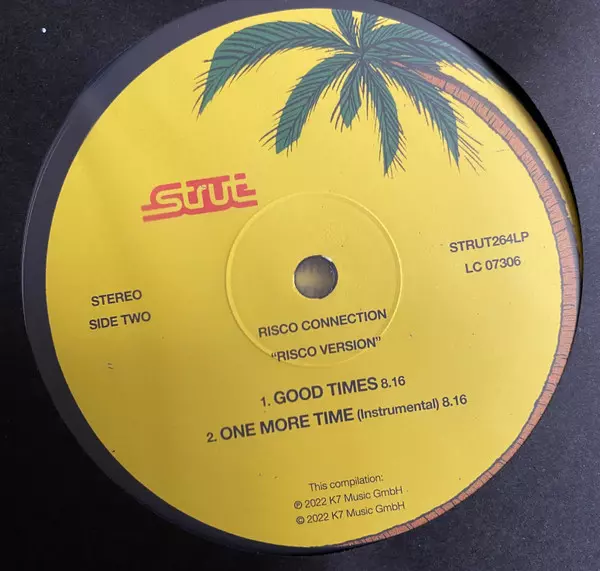 Strut
STRUT264LP
LC 07306
STEREO
SIDE TWO
RISCO CONNECTION
"RISCO VERSION"
1. GOOD TIMES 8.16
2. ONE MORE TIME (Instrumental) 8.16
This compilation:
℗ 2022 K7 Music GmbH
© 2022 K7 Music GmbH